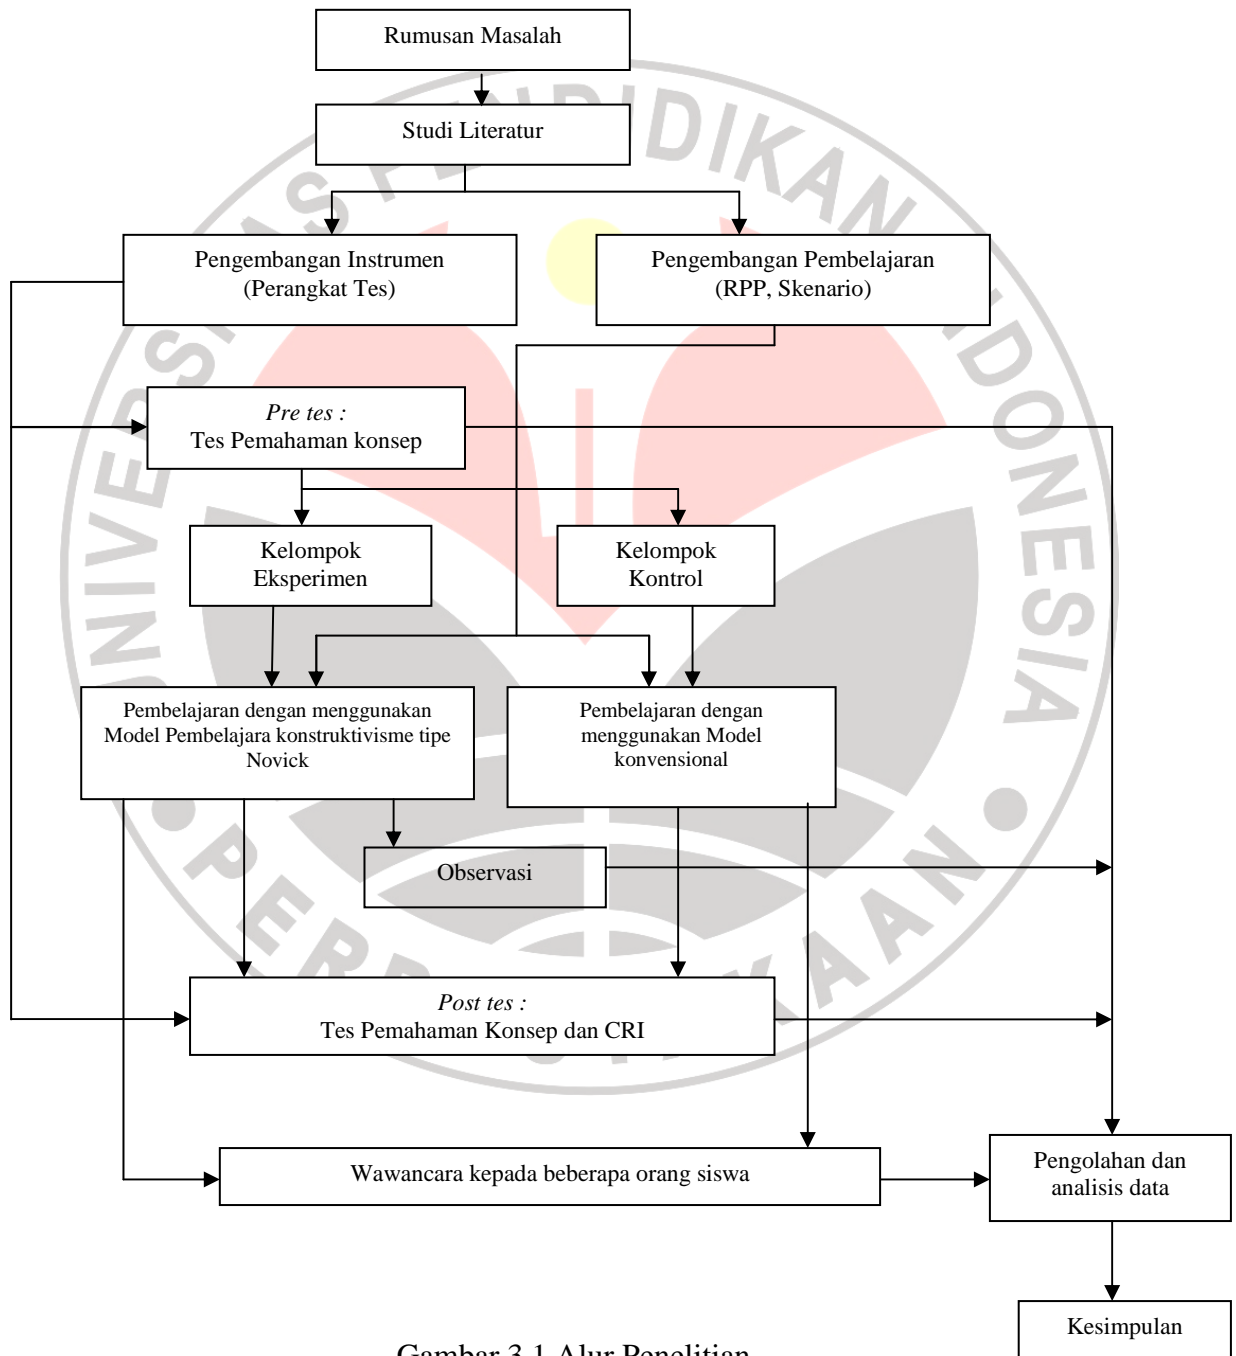 Rumusan Masalah
Studi Literatur
Pengembangan Instrumen
(Perangkat Tes)
Pengembangan Pembelajaran
(RPP, Skenario)
Pre tes :
Tes Pemahaman konsep
Kelompok
Eksperimen
Kelompok
Kontrol
Pembelajaran dengan menggunakan
Model Pembelajara konstruktivisme tipe
Novick
Pembelajaran dengan
menggunakan Model
konvensional
Observasi
Post tes :
Tes Pemahaman Konsep dan CRI
Wawancara kepada beberapa orang siswa
Pengolahan dan
analisis data
Kesimpulan
Gambar 3.1 Alur Penelitian
UNIVERSITAS PENDIDIKAN INDONESIA